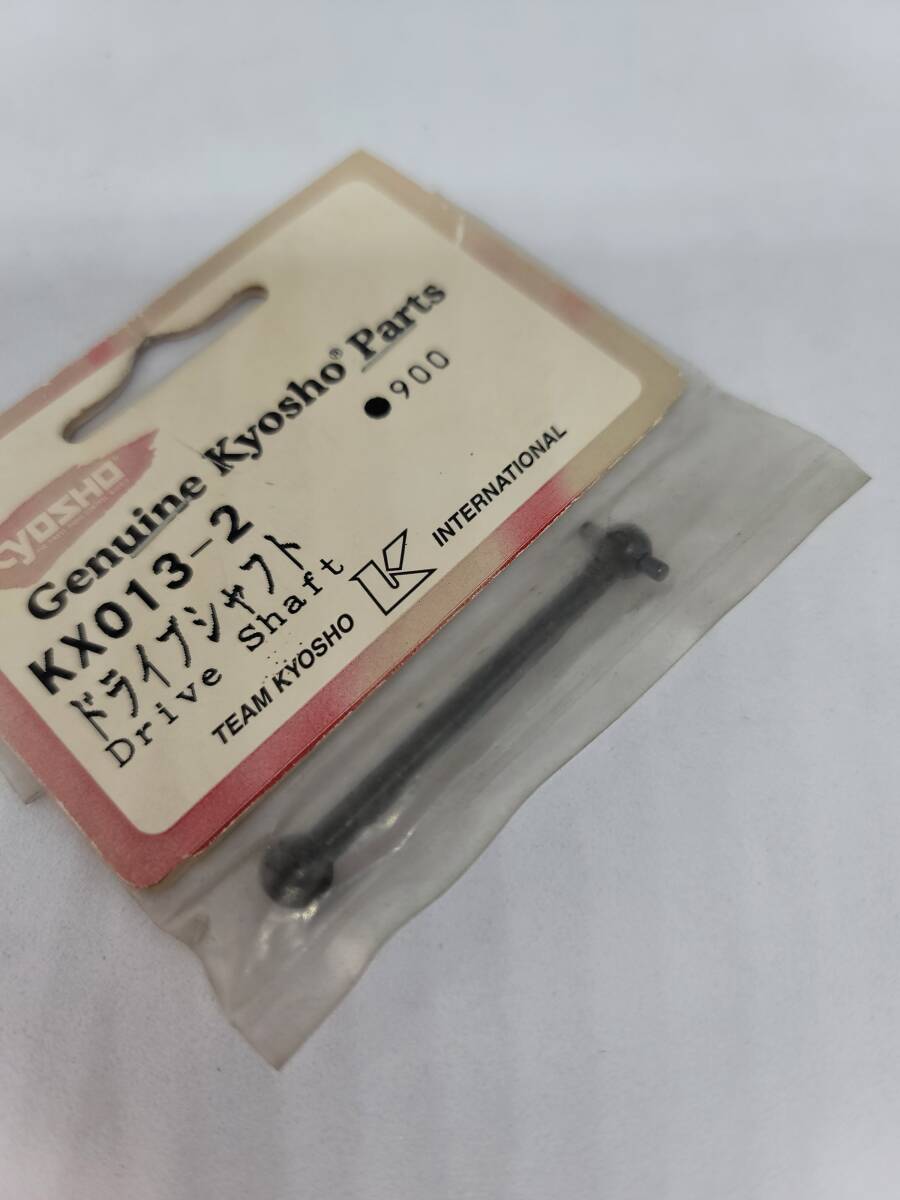 KYOSHO
Genuine Kyosho® Parts
●900
KX013-2
ドライブシャフト
Drive Shaft
TEAM KYOSHO K INTERNATIONAL